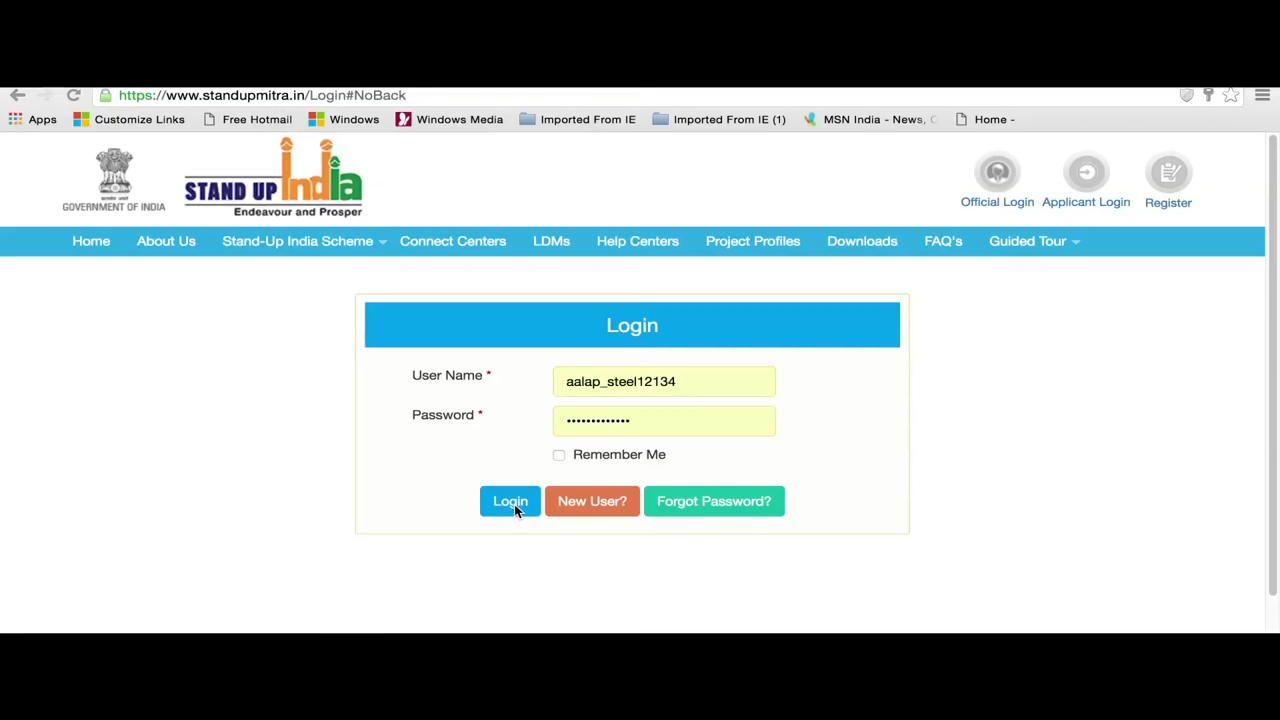 https://www.standupmitra.in/Login#NoBack
Apps Customize Links Free Hotmail Windows Windows Media Imported From IE Imported From IE (1) MSN India - News, Home -
GOVERNMENT OF INDIA
STAND UP India
Endeavour and Prosper
Official Login Applicant Login Register
Home About Us Stand-Up India Scheme Connect Centers LDMs Help Centers Project Profiles Downloads FAQ's Guided Tour
Login
User Name * aalap_steel12134
Password * •••••••••••••
Remember Me
Login New User? Forgot Password?